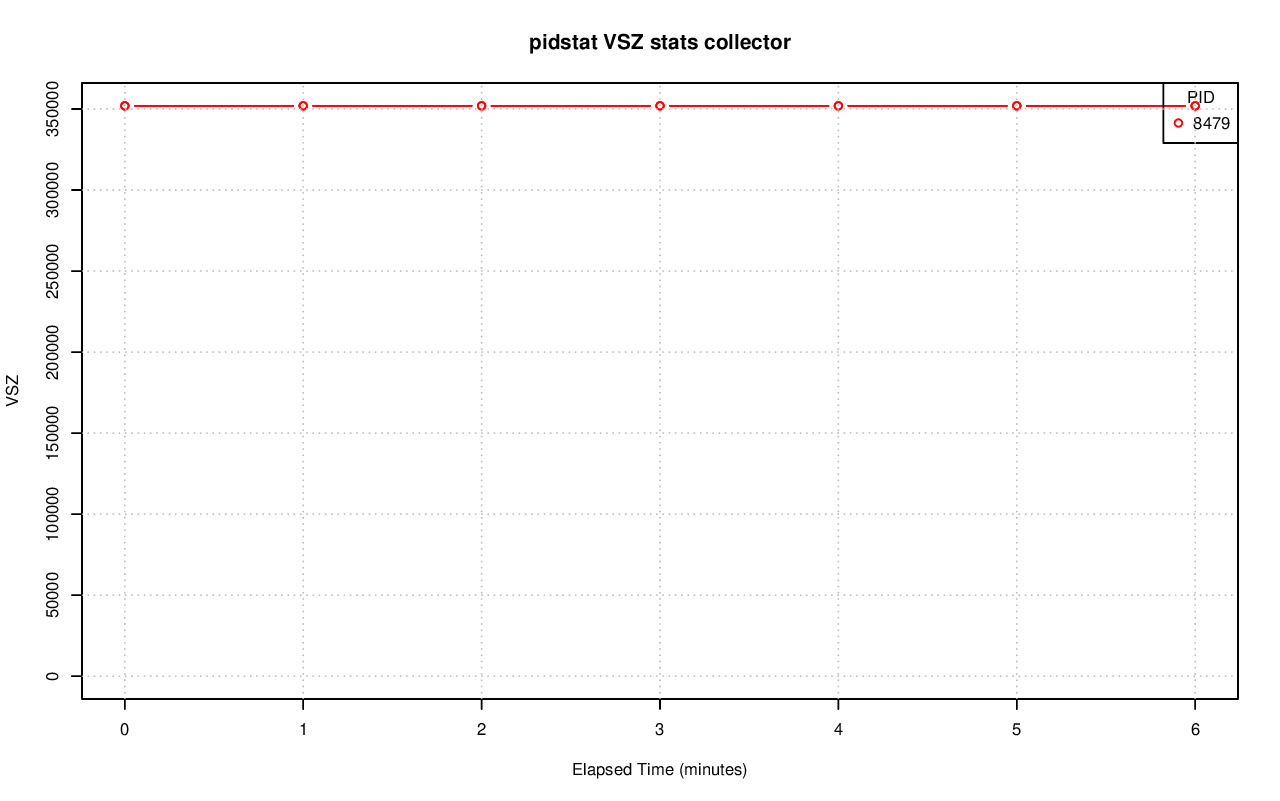 pidstat VSZ stats collector
PID
8479
350000
300000
250000
200000
150000
100000
50000
0
VSZ
0 1 2 3 4 5 6
Elapsed Time (minutes)